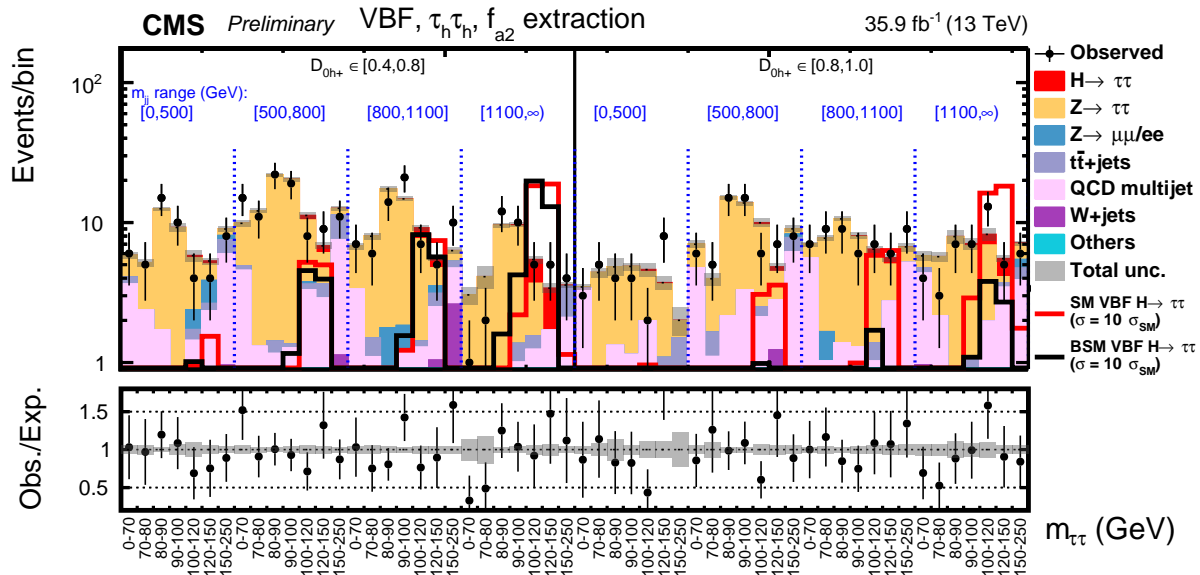 CMS Preliminary VBF, τhτh, fa2 extraction 35.9 fb⁻¹ (13 TeV)
Events/bin
10²
10
1
D0h+ ∈ [0.4,0.8] D0h+ ∈ [0.8,1.0]
mjj range (GeV):
[0,500] [500,800] [800,1100] [1100,∞) [0,500] [500,800] [800,1100] [1100,∞)
Observed
H→ ττ
Z→ ττ
Z→ μμ/ee
tt̄+jets
QCD multijet
W+jets
Others
Total unc.
SM VBF H→ ττ
(σ = 10 σSM)
BSM VBF H→ ττ
(σ = 10 σSM)
Obs./Exp.
1.5
1
0.5
0-70 70-80 80-90 90-100 100-120 120-150 150-250 0-70 70-80 80-90 90-100 100-120 120-150 150-250 0-70 70-80 80-90 90-100 100-120 120-150 150-250 0-70 70-80 80-90 90-100 100-120 120-150 150-250 0-70 70-80 80-90 90-100 100-120 120-150 150-250 0-70 70-80 80-90 90-100 100-120 120-150 150-250 0-70 70-80 80-90 90-100 100-120 120-150 150-250 0-70 70-80 80-90 90-100 100-120 120-150 150-250
mττ (GeV)